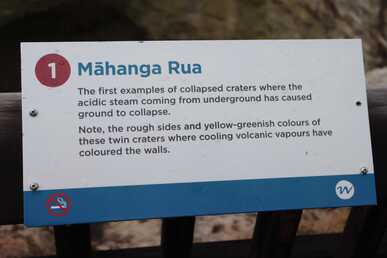 1 Māhanga Rua
The first examples of collapsed craters where the
acidic steam coming from underground has caused
ground to collapse.
Note, the rough sides and yellow-greenish colours of
these twin craters where cooling volcanic vapours have
coloured the walls.